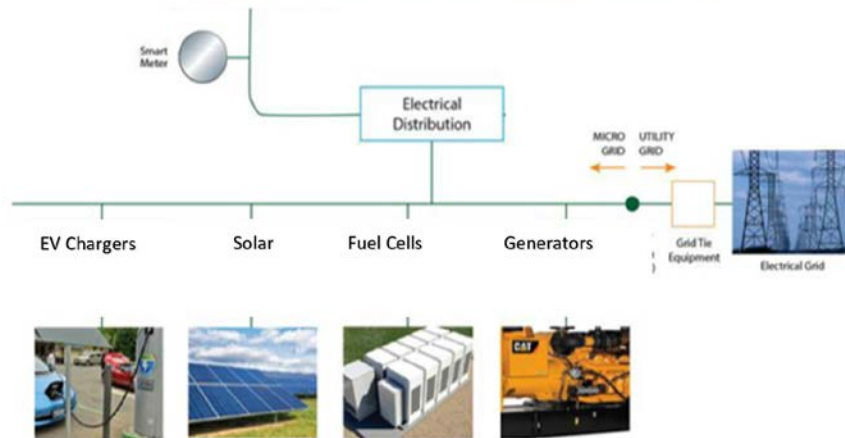 Smart
Meter
Electrical
Distribution
MICRO UTILITY
GRID GRID
EV Chargers
Solar
Fuel Cells
Generators
Grid Tie
Equipment
Electrical Grid
CAT